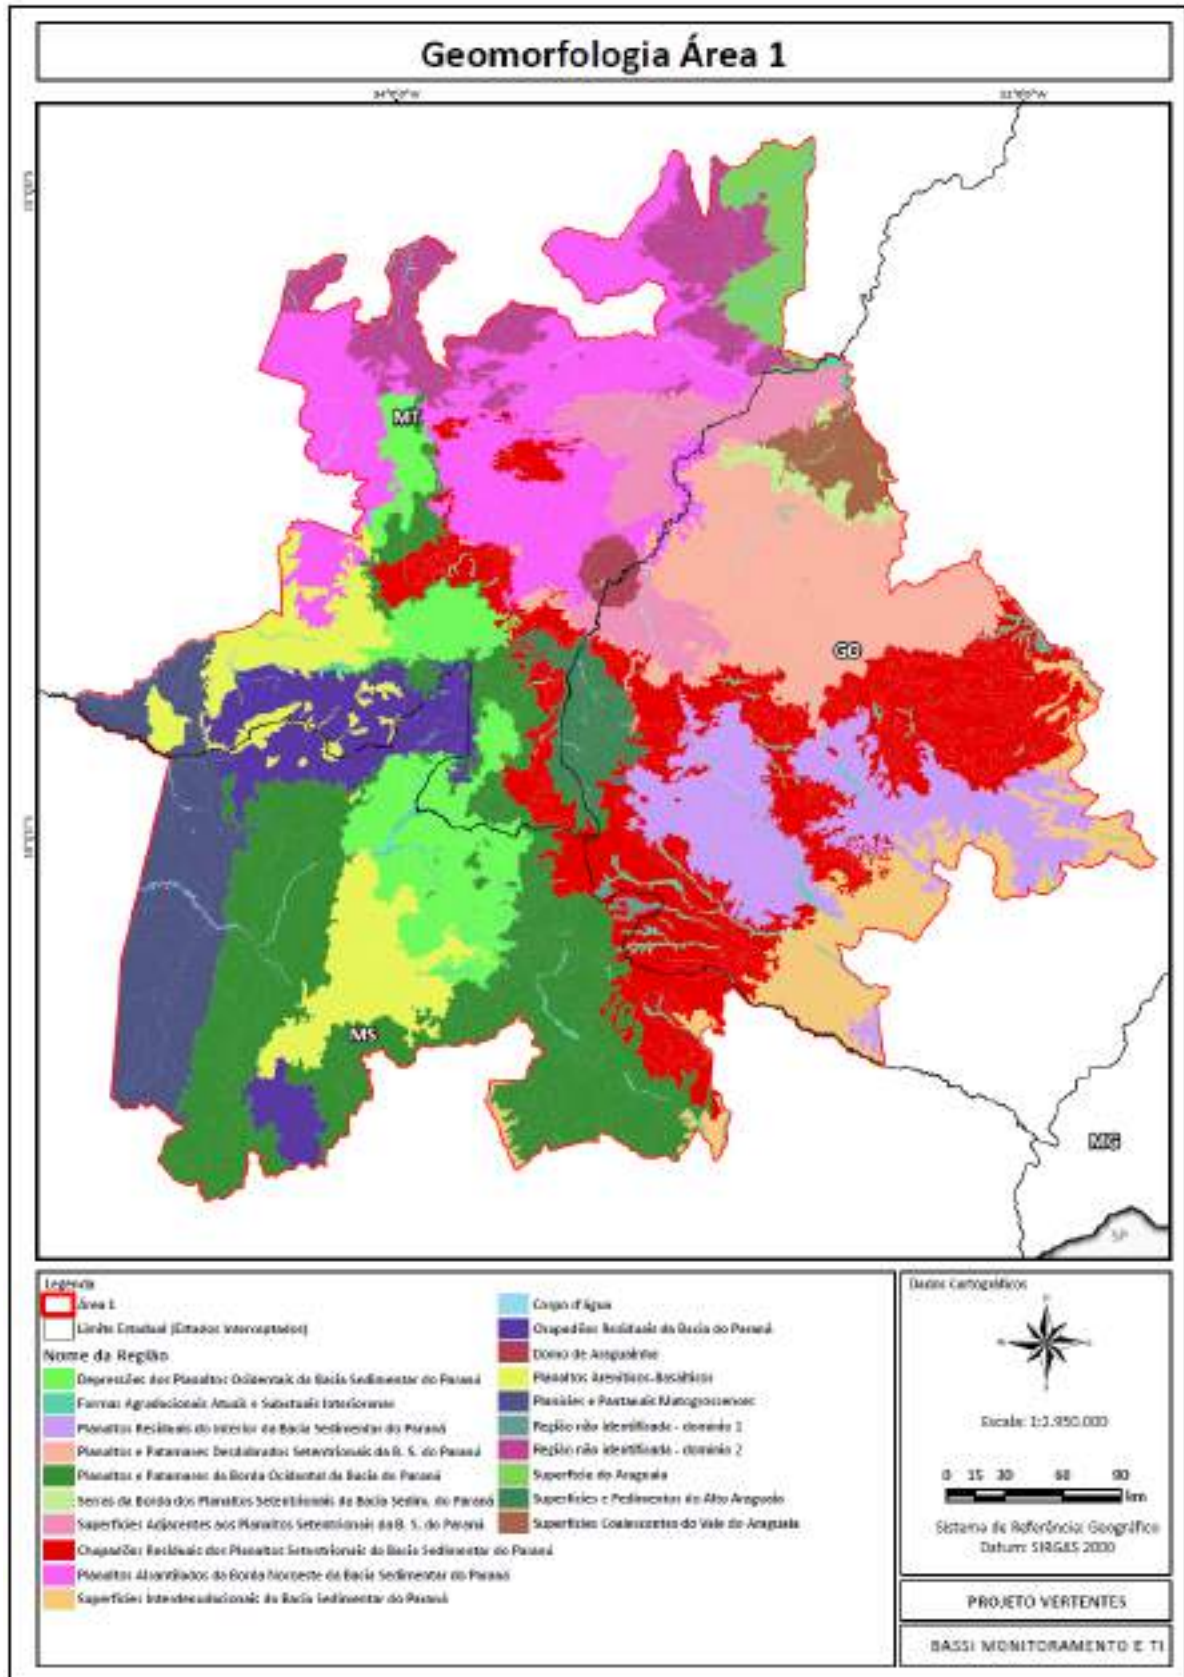 Geomorfologia Área 1
54°0'0"W
52°0'0"W
MT
GO
MS
MG
SP
Legenda
Área 1
Limite Estadual (Estados Interceptados)
Nome da Região
Depressões dos Planaltos Ocidentais da Bacia Sedimentar do Paraná
Formas Agradacionais Atuais e Subatuais Interioranas
Planaltos Residuais do Interior da Bacia Sedimentar do Paraná
Planaltos e Patamares Desdobrados Setentrionais da B. S. do Paraná
Planaltos e Patamares da Borda Ocidental da Bacia do Paraná
Serras da Borda dos Planaltos Setentrionais da Bacia Sedim. do Paraná
Superfícies Adjacentes aos Planaltos Setentrionais da B. S. do Paraná
Chapadões Residuais dos Planaltos Setentrionais da Bacia Sedimentar do Paraná
Planaltos Alcantilados da Borda Noroeste da Bacia Sedimentar do Paraná
Superfícies Interdenudacionais da Bacia Sedimentar do Paraná
Corpo d'água
Chapadões Residuais da Bacia do Paraná
Domo de Araguainha
Planaltos Areníticos-Basálticos
Planícies e Pantanais Matogrossenses
Região não identificada - domínio 1
Região não identificada - domínio 2
Superfície do Araguaia
Superfícies e Pedimentos do Alto Araguaia
Superfícies Coalescentes do Vale do Araguaia
Dados Cartográficos
Escala: 1:2.950.000
0 15 30 60 90
km
Sistema de Referência: Geográfico
Datum: SIRGAS 2000
PROJETO VERTENTES
BASSI MONITORAMENTO E TI